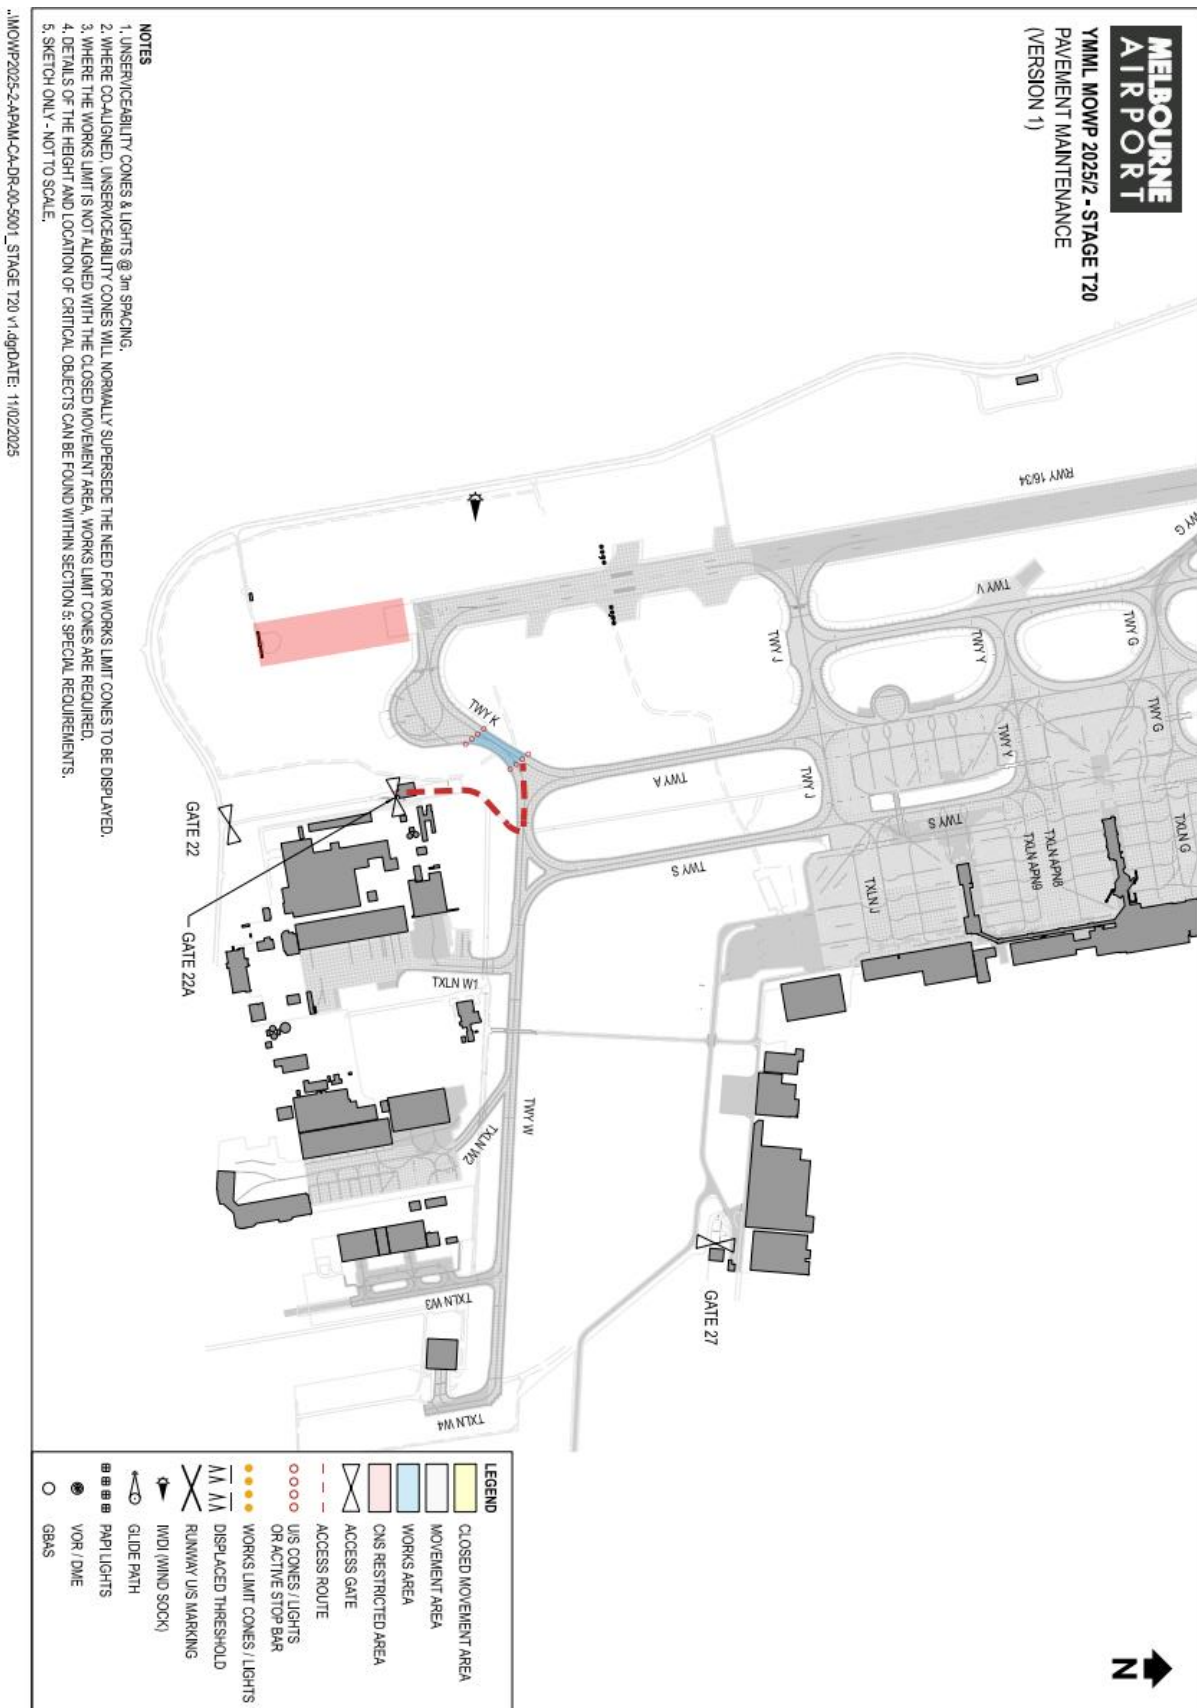 MELBOURNE
AIRPORT
YMML MOWP 2025/2 - STAGE T20
PAVEMENT MAINTENANCE
(VERSION 1)
RWY 16/34
WY G
TWY V
TWY G
TWY Y
TWY J
TWY G
TWY Y
TWY K
TWY A
TWY J
TWY S
TXLN G
TXLN APN8
TXLN APN9
TWY S
TXLN J
GATE 22
GATE 22A
TXLN W1
TWY W
TXLN W2
GATE 27
TXLN W3
TXLN W4
N
NOTES
1. UNSERVICEABILITY CONES & LIGHTS @ 3m SPACING.
2. WHERE CO-ALIGNED, UNSERVICEABILITY CONES WILL NORMALLY SUPERSEDE THE NEED FOR WORKS LIMIT CONES TO BE DISPLAYED.
3. WHERE THE WORKS LIMIT IS NOT ALIGNED WITH THE CLOSED MOVEMENT AREA, WORKS LIMIT CONES ARE REQUIRED.
4. DETAILS OF THE HEIGHT AND LOCATION OF CRITICAL OBJECTS CAN BE FOUND WITHIN SECTION 5: SPECIAL REQUIREMENTS.
5. SKETCH ONLY - NOT TO SCALE.
LEGEND
CLOSED MOVEMENT AREA
MOVEMENT AREA
WORKS AREA
CNS RESTRICTED AREA
ACCESS GATE
ACCESS ROUTE
U/S CONES / LIGHTS
OR ACTIVE STOP BAR
WORKS LIMIT CONES / LIGHTS
DISPLACED THRESHOLD
RUNWAY U/S MARKING
IWDI (WIND SOCK)
GLIDE PATH
PAPI LIGHTS
VOR / DME
GBAS
..\MOWP2025-2-APAM-CA-DR-00-5001_STAGE T20 v1.dgnDATE: 11/02/2025